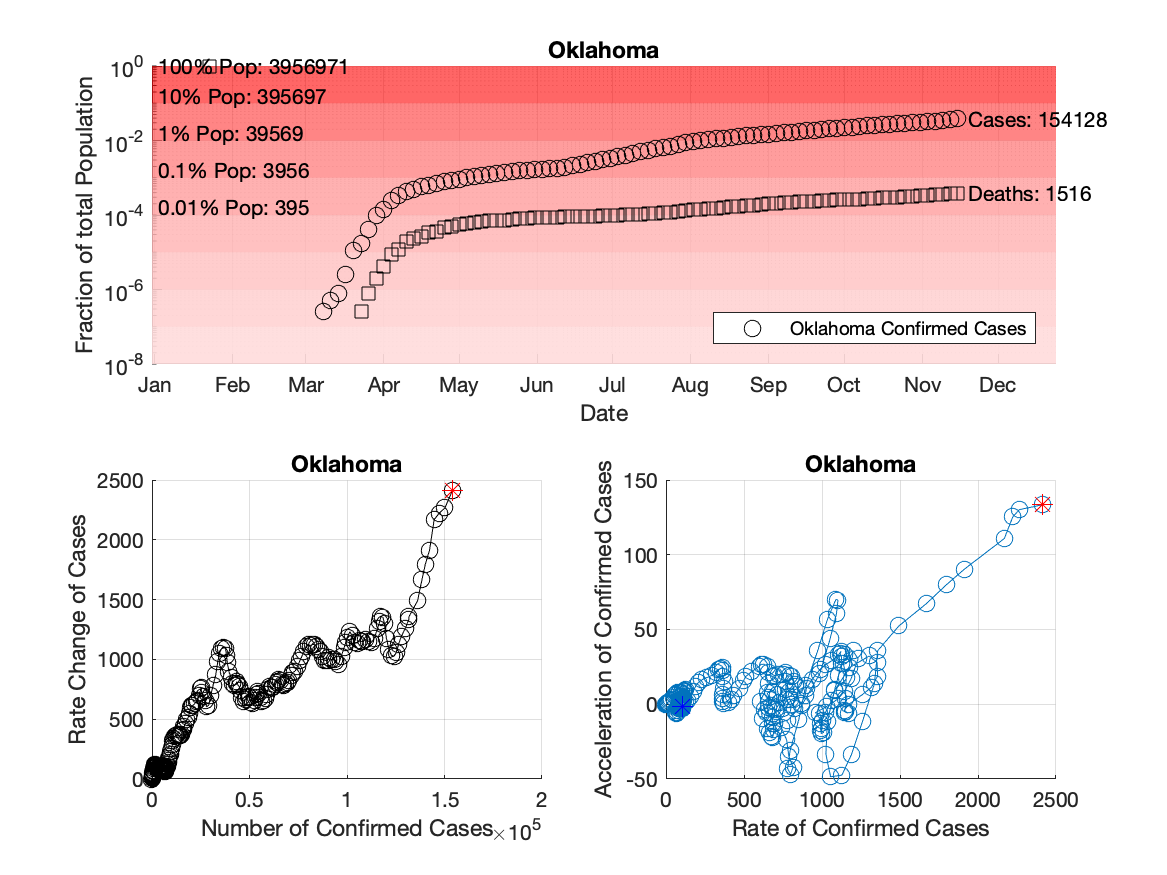 Oklahoma
Fraction of total Population
10^0
10^-2
10^-4
10^-6
10^-8
100% Pop: 3956971
10% Pop: 395697
1% Pop: 39569
0.1% Pop: 3956
0.01% Pop: 395
Cases: 154128
Deaths: 1516
Oklahoma Confirmed Cases
Jan Feb Mar Apr May Jun Jul Aug Sep Oct Nov Dec
Date
Oklahoma
Rate Change of Cases
2500
2000
1500
1000
500
0
0 0.5 1 1.5 2
Number of Confirmed Cases
×10^5
Oklahoma
Acceleration of Confirmed Cases
150
100
50
0
-50
0 500 1000 1500 2000 2500
Rate of Confirmed Cases